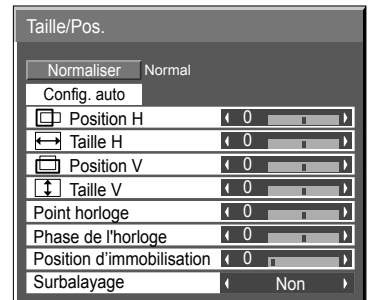 Taille/Pos.
Normaliser Normal
Config. auto
Position H 0
Taille H 0
Position V 0
Taille V 0
Point horloge 0
Phase de l'horloge 0
Position d'immobilisation 0
Surbalayage Non